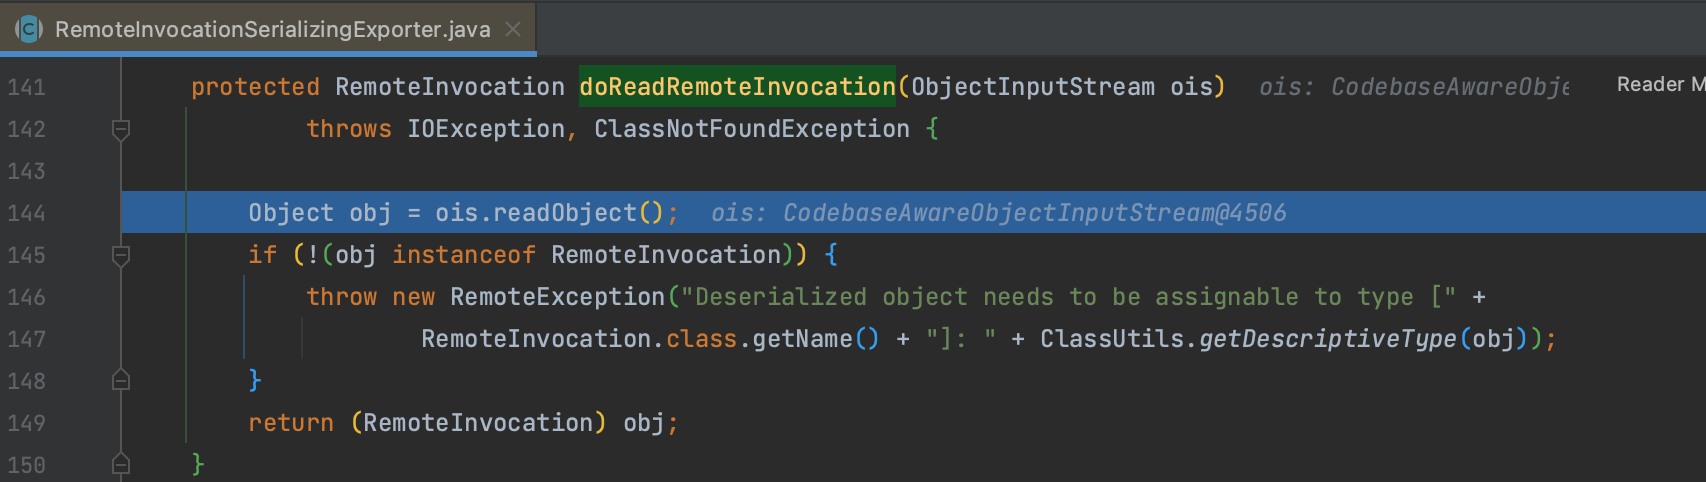 RemoteInvocationSerializingExporter.java
141 protected RemoteInvocation doReadRemoteInvocation(ObjectInputStream ois) ois: CodebaseAwareObje Reader M
142 throws IOException, ClassNotFoundException {
143
144 Object obj = ois.readObject(); ois: CodebaseAwareObjectInputStream@4506
145 if (!(obj instanceof RemoteInvocation)) {
146 throw new RemoteException("Deserialized object needs to be assignable to type [" +
147 RemoteInvocation.class.getName() + "]: " + ClassUtils.getDescriptiveType(obj));
148 }
149 return (RemoteInvocation) obj;
150 }